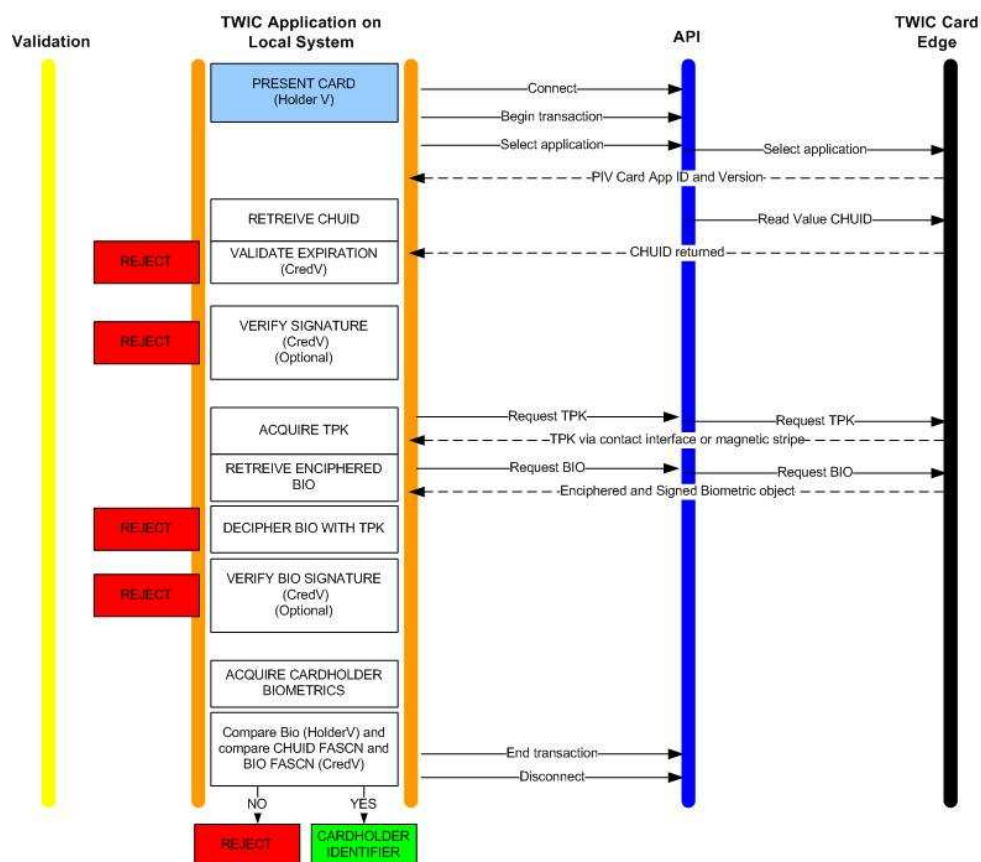 Validation
TWIC Application on
Local System
API
TWIC Card
Edge
PRESENT CARD
(Holder V)
Connect
Begin transaction
Select application
Select application
PIV Card App ID and Version
RETREIVE CHUID
Read Value CHUID
REJECT
VALIDATE EXPIRATION
(CredV)
CHUID returned
REJECT
VERIFY SIGNATURE
(CredV)
(Optional)
ACQUIRE TPK
Request TPK
Request TPK
TPK via contact interface or magnetic stripe
RETREIVE ENCIPHERED
BIO
Request BIO
Request BIO
Enciphered and Signed Biometric object
REJECT
DECIPHER BIO WITH TPK
REJECT
VERIFY BIO SIGNATURE
(CredV)
(Optional)
ACQUIRE CARDHOLDER
BIOMETRICS
Compare Bio (HolderV) and
compare CHUID FASCN and
BIO FASCN (CredV)
End transaction
Disconnect
NO
YES
REJECT
CARDHOLDER
IDENTIFIER